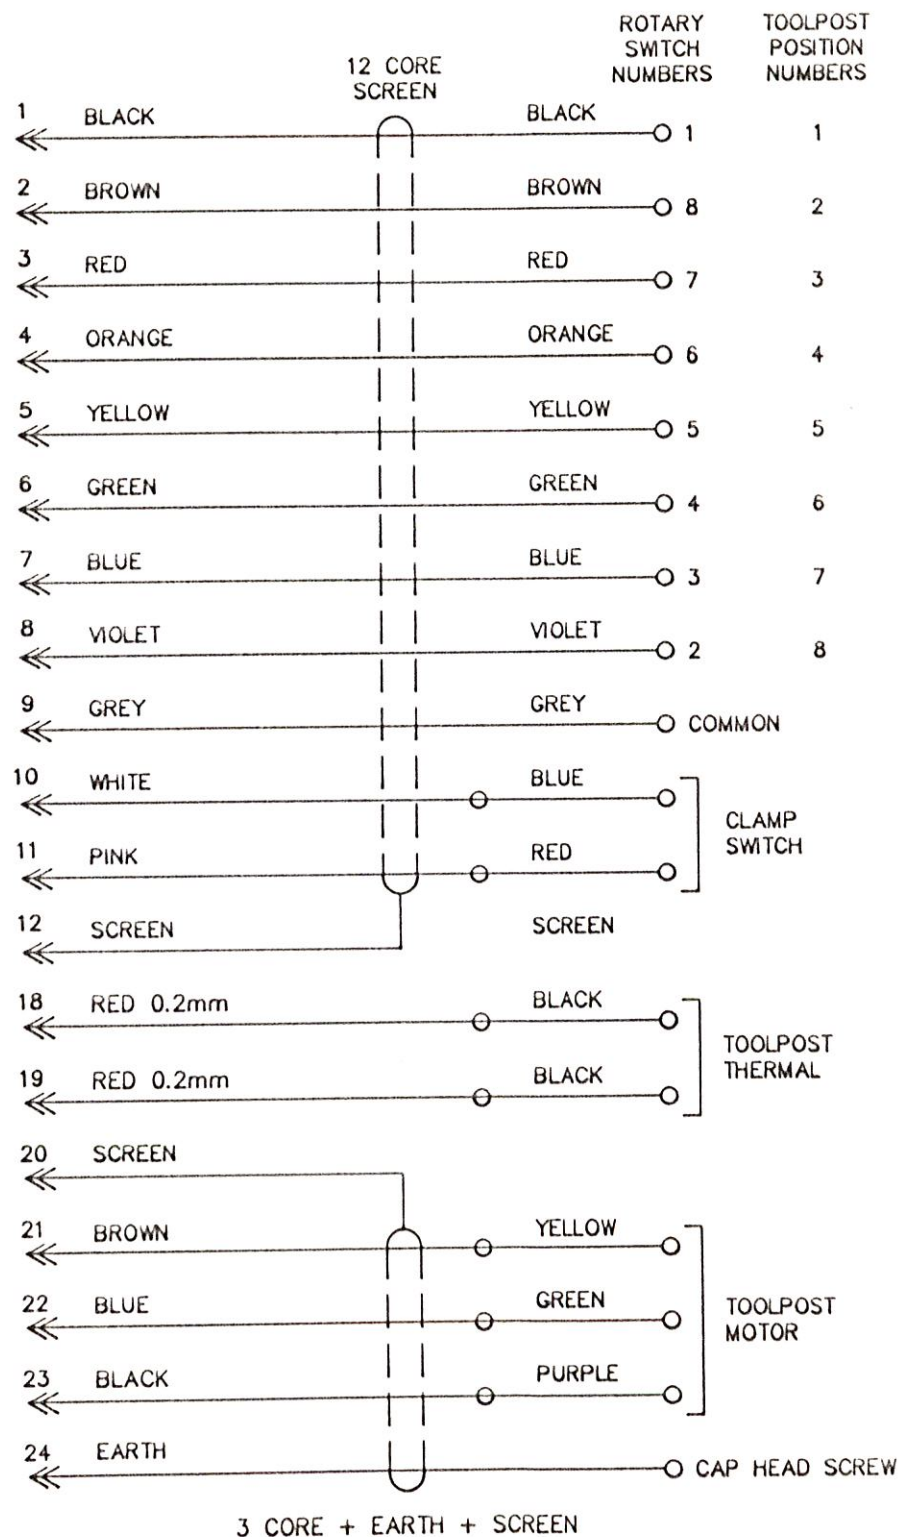 ROTARY SWITCH NUMBERS
TOOLPOST POSITION NUMBERS
12 CORE SCREEN
1 BLACK BLACK 1 1
2 BROWN BROWN 8 2
3 RED RED 7 3
4 ORANGE ORANGE 6 4
5 YELLOW YELLOW 5 5
6 GREEN GREEN 4 6
7 BLUE BLUE 3 7
8 VIOLET VIOLET 2 8
9 GREY GREY COMMON
10 WHITE BLUE
CLAMP SWITCH
11 PINK RED
12 SCREEN SCREEN
18 RED 0.2mm BLACK
TOOLPOST THERMAL
19 RED 0.2mm BLACK
20 SCREEN
21 BROWN YELLOW
22 BLUE GREEN
TOOLPOST MOTOR
23 BLACK PURPLE
24 EARTH CAP HEAD SCREW
3 CORE + EARTH + SCREEN